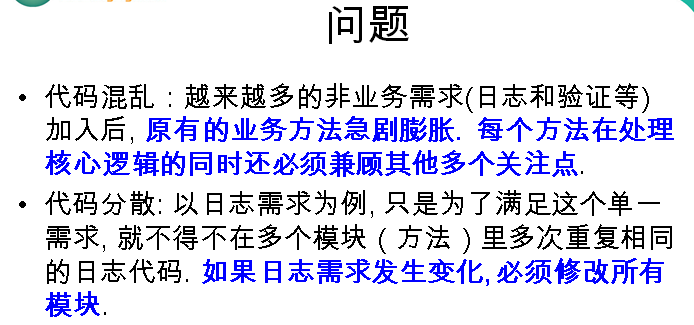 问题
• 代码混乱：越来越多的非业务需求(日志和验证等)
加入后, 原有的业务方法急剧膨胀. 每个方法在处理
核心逻辑的同时还必须兼顾其他多个关注点.
• 代码分散: 以日志需求为例, 只是为了满足这个单一
需求, 就不得不在多个模块（方法）里多次重复相同
的日志代码. 如果日志需求发生变化, 必须修改所有
模块.